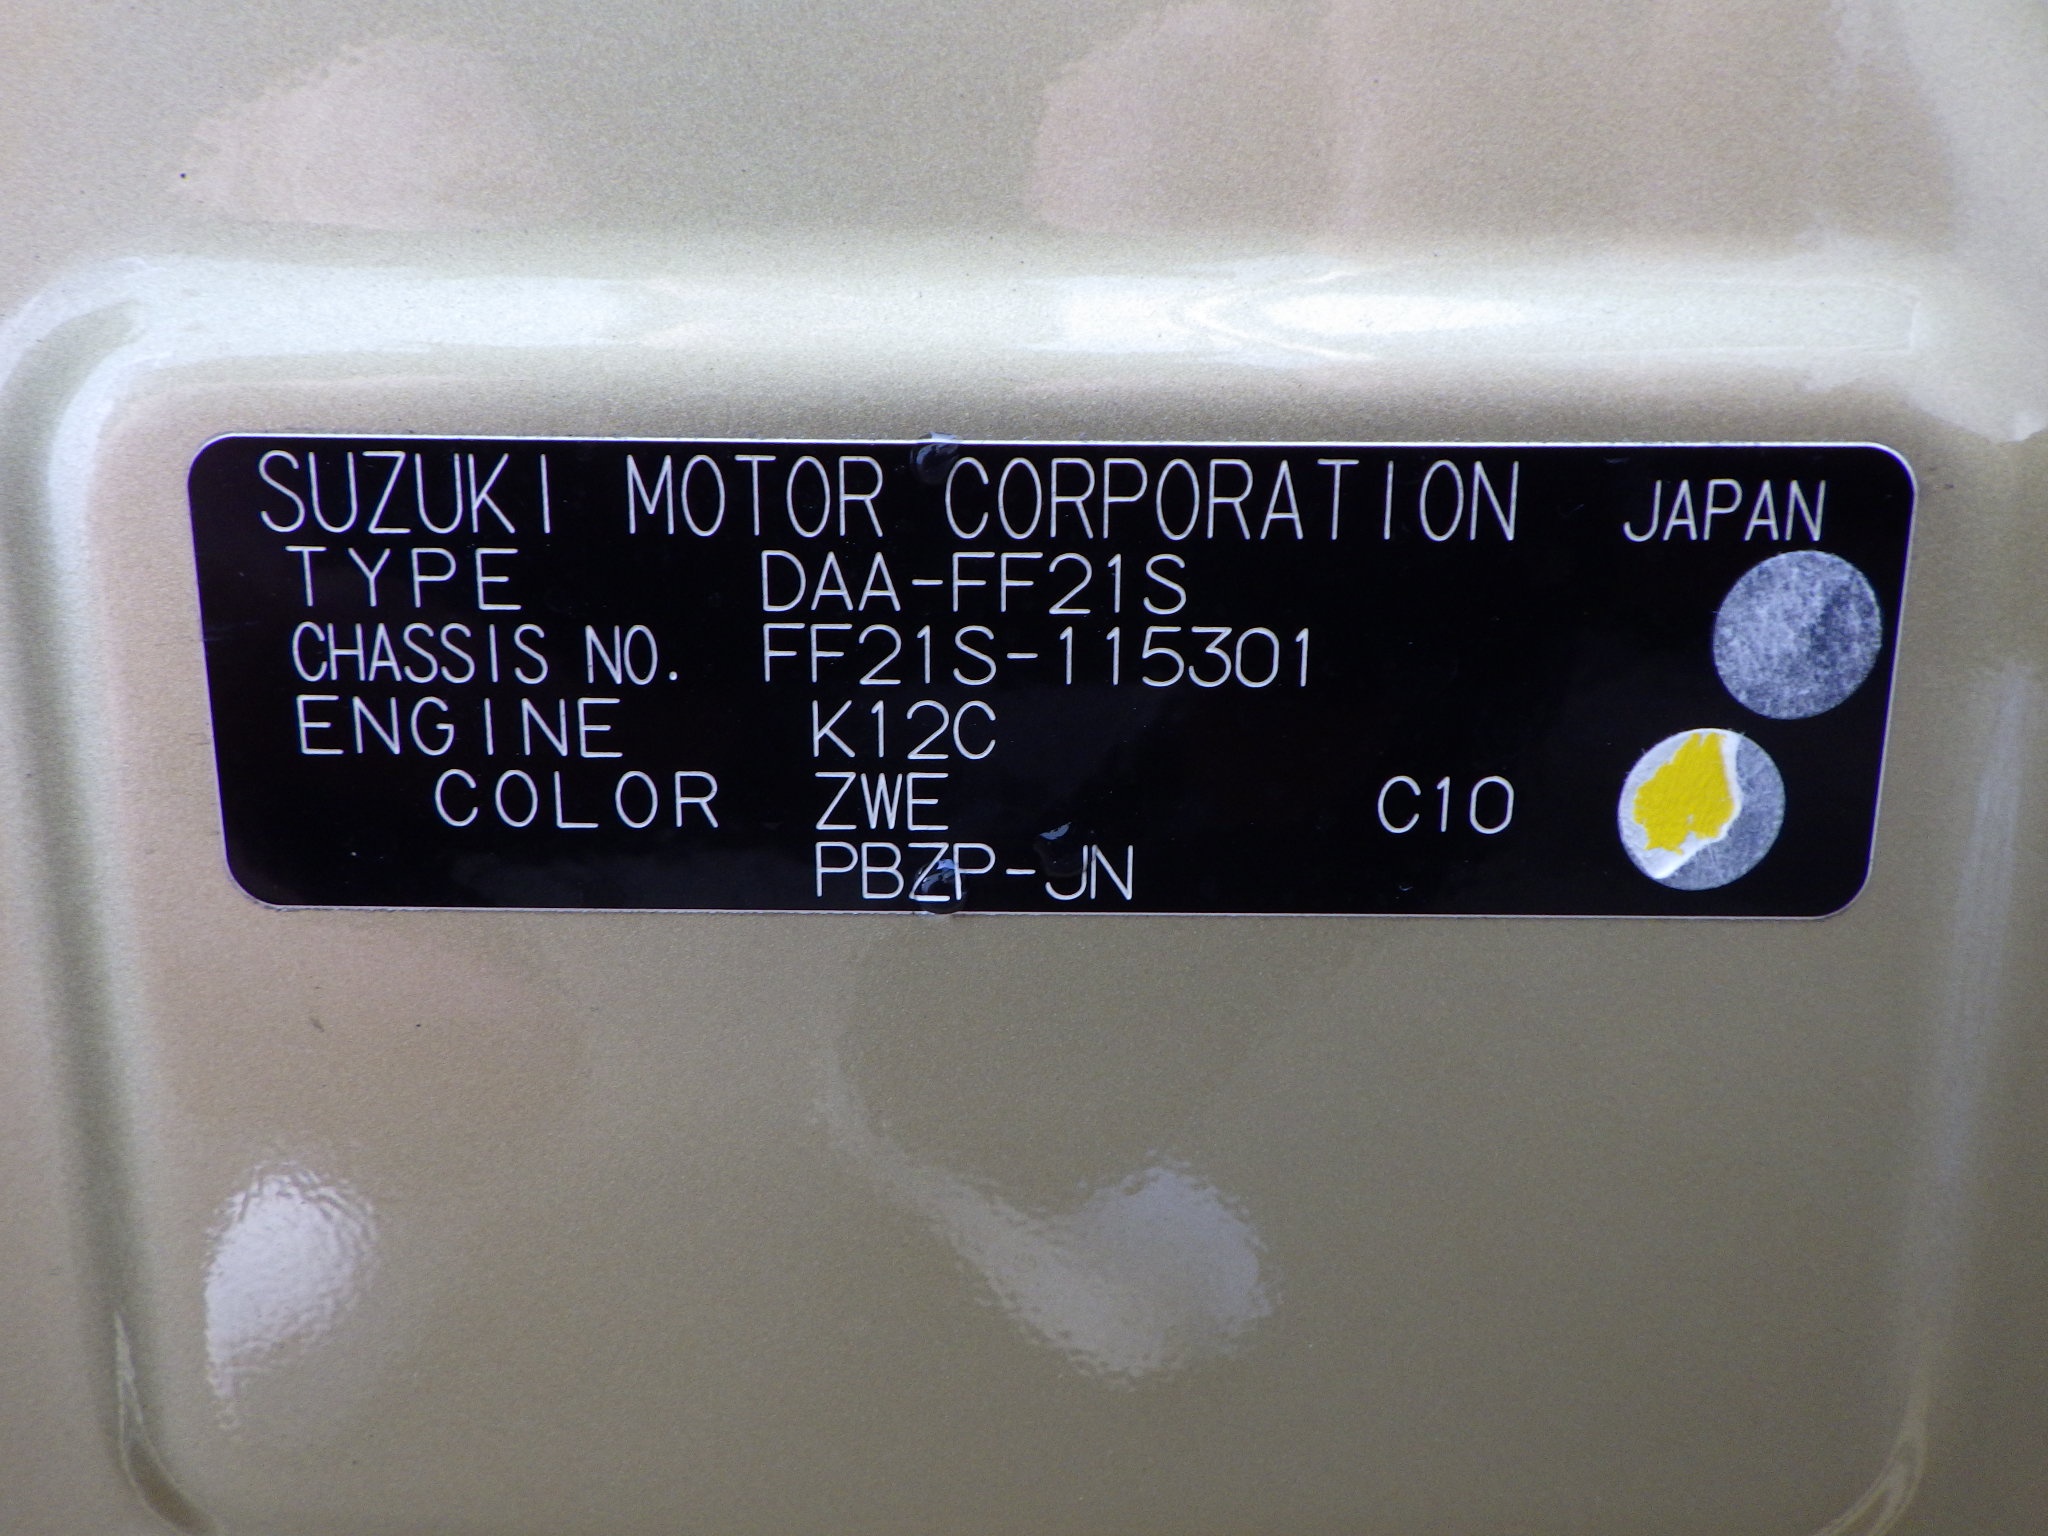 SUZUKI MOTOR CORPORATION JAPAN
TYPE DAA-FF21S
CHASSIS NO. FF21S-115301
ENGINE K12C
COLOR ZWE C10
PBZP-JN